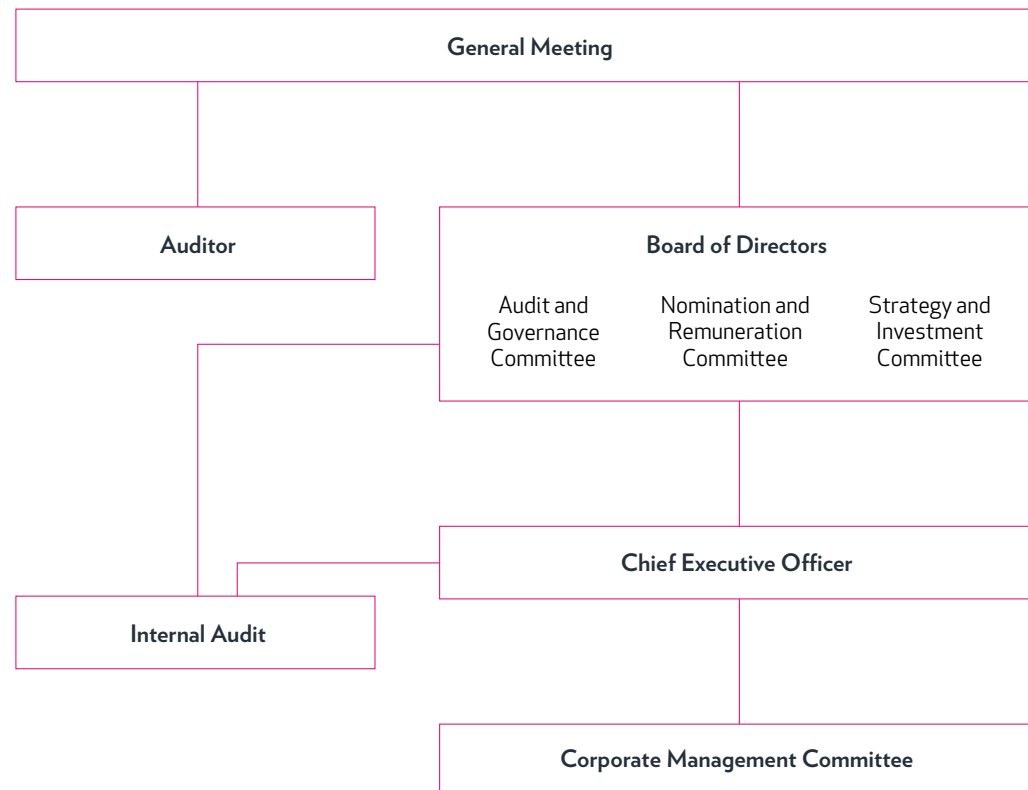 General Meeting
Auditor
Board of Directors
Audit and
Governance
Committee
Nomination and
Remuneration
Committee
Strategy and
Investment
Committee
Chief Executive Officer
Internal Audit
Corporate Management Committee